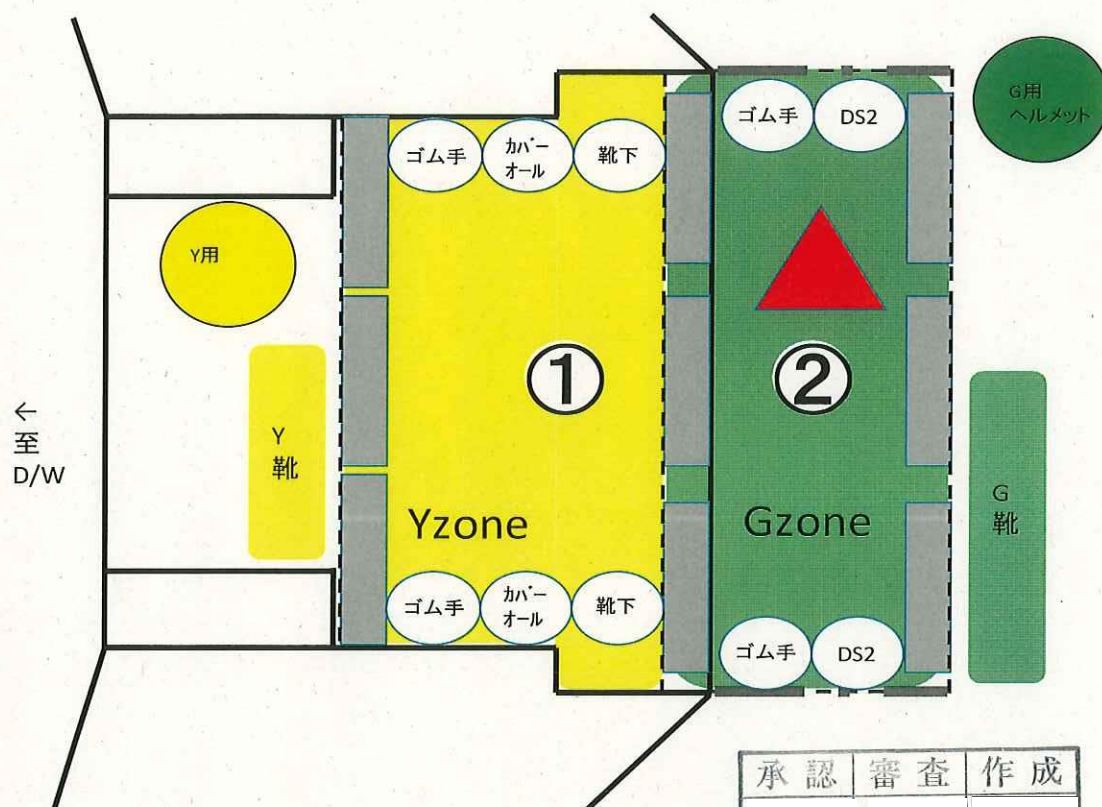 ゴム手
DS2
G用
ヘルメット
ゴム手
カバー
オール
靴下
Y用
①
②
←
至
D/W
Y
靴
G
靴
Yzone
Gzone
ゴム手
カバー
オール
靴下
ゴム手
DS2
承認
審査
作成